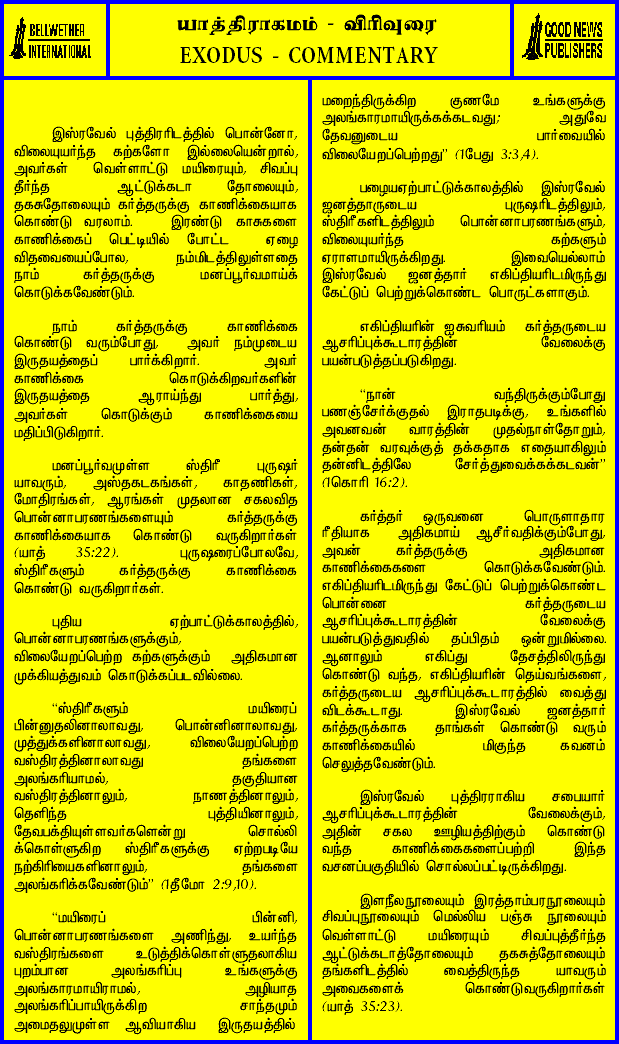 BELLWETHER
INTERNATIONAL
யாத்திராகமம் - விரிவுரை
EXODUS - COMMENTARY
GOOD NEWS
PUBLISHERS
இஸ்ரவேல் புத்திரரிடத்தில் பொன்னோ,
விலையுயர்ந்த கற்களோ இல்லையென்றால்,
அவர்கள் வெள்ளாட்டு மயிரையும், சிவப்பு
தீர்ந்த ஆட்டுக்கடா தோலையும்,
தகசுதோலையும் கர்த்தருக்கு காணிக்கையாக
கொண்டு வரலாம். இரண்டு காசுகளை
காணிக்கைப் பெட்டியில் போட்ட ஏழை
விதவையைப்போல, நம்மிடத்திலுள்ளதை
நாம் கர்த்தருக்கு மனப்பூர்வமாய்க்
கொடுக்கவேண்டும்.
நாம் கர்த்தருக்கு காணிக்கை
கொண்டு வரும்போது, அவர் நம்முடைய
இருதயத்தைப் பார்க்கிறார். அவர்
காணிக்கை கொடுக்கிறவர்களின்
இருதயத்தை ஆராய்ந்து பார்த்து,
அவர்கள் கொடுக்கும் காணிக்கையை
மதிப்பிடுகிறார்.
மனப்பூர்வமுள்ள ஸ்திரீ புருஷர்
யாவரும், அஸ்தகடகங்கள், காதணிகள்,
மோதிரங்கள், ஆரங்கள் முதலான சகலவித
பொன்னாபரணங்களையும் கர்த்தருக்கு
காணிக்கையாக கொண்டு வருகிறார்கள்
(யாத் 35:22). புருஷரைப்போலவே,
ஸ்திரீகளும் கர்த்தருக்கு காணிக்கை
கொண்டு வருகிறார்கள்.
புதிய ஏற்பாட்டுக்காலத்தில்,
பொன்னாபரணங்களுக்கும்,
விலையேறப்பெற்ற கற்களுக்கும் அதிகமான
முக்கியத்துவம் கொடுக்கப்படவில்லை.
“ஸ்திரீகளும் மயிரைப்
பின்னுதலினாலாவது, பொன்னினாலாவது,
முத்துக்களினாலாவது, விலையேறப்பெற்ற
வஸ்திரத்தினாலாவது தங்களை
அலங்கரியாமல், தகுதியான
வஸ்திரத்தினாலும், நாணத்தினாலும்,
தெளிந்த புத்தியினாலும்,
தேவபக்தியுள்ளவர்களென்று சொல்லி
க்கொள்ளுகிற ஸ்திரீகளுக்கு ஏற்றபடியே
நற்கிரியைகளினாலும், தங்களை
அலங்கரிக்கவேண்டும்” (1தீமோ 2:9,10).
“மயிரைப் பின்னி,
பொன்னாபரணங்களை அணிந்து, உயர்ந்த
வஸ்திரங்களை உடுத்திக்கொள்ளுதலாகிய
புறம்பான அலங்கரிப்பு உங்களுக்கு
அலங்காரமாயிராமல், அழியாத
அலங்கரிப்பாயிருக்கிற சாந்தமும்
அமைதலுமுள்ள ஆவியாகிய இருதயத்தில்
மறைந்திருக்கிற குணமே உங்களுக்கு
அலங்காரமாயிருக்கக்கடவது; அதுவே
தேவனுடைய பார்வையில்
விலையேறப்பெற்றது” (1பேது 3:3,4).
பழையஏற்பாட்டுக்காலத்தில் இஸ்ரவேல்
ஜனத்தாருடைய புருஷரிடத்திலும்,
ஸ்திரீகளிடத்திலும் பொன்னாபரணங்களும்,
விலையுயர்ந்த கற்களும்
ஏராளமாயிருக்கிறது. இவையெல்லாம்
இஸ்ரவேல் ஜனத்தார் எகிப்தியரிடமிருந்து
கேட்டுப் பெற்றுக்கொண்ட பொருட்களாகும்.
எகிப்தியரின் ஐசுவரியம் கர்த்தருடைய
ஆசரிப்புக்கூடாரத்தின் வேலைக்கு
பயன்படுத்தப்படுகிறது.
“நான் வந்திருக்கும்போது
பணஞ்சேர்க்குதல் இராதபடிக்கு, உங்களில்
அவனவன் வாரத்தின் முதல்நாள்தோறும்,
தன்தன் வரவுக்குத் தக்கதாக எதையாகிலும்
தன்னிடத்திலே சேர்த்துவைக்கக்கடவன்”
(1கொரி 16:2).
கர்த்தர் ஒருவனை பொருளாதார
ரீதியாக அதிகமாய் ஆசீர்வதிக்கும்போது,
அவன் கர்த்தருக்கு அதிகமான
காணிக்கைகளை கொடுக்கவேண்டும்.
எகிப்தியரிடமிருந்து கேட்டுப் பெற்றுக்கொண்ட
பொன்னை கர்த்தருடைய
ஆசரிப்புக்கூடாரத்தின் வேலைக்கு
பயன்படுத்துவதில் தப்பிதம் ஒன்றுமில்லை.
ஆனாலும் எகிப்து தேசத்திலிருந்து
கொண்டு வந்த, எகிப்தியரின் தெய்வங்களை,
கர்த்தருடைய ஆசரிப்புக்கூடாரத்தில் வைத்து
விடக்கூடாது. இஸ்ரவேல் ஜனத்தார்
கர்த்தருக்காக தாங்கள் கொண்டு வரும்
காணிக்கையில் மிகுந்த கவனம்
செலுத்தவேண்டும்.
இஸ்ரவேல் புத்திரராகிய சபையார்
ஆசரிப்புக்கூடாரத்தின் வேலைக்கும்,
அதின் சகல ஊழியத்திற்கும் கொண்டு
வந்த காணிக்கைகளைப்பற்றி இந்த
வசனப்பகுதியில் சொல்லப்பட்டிருக்கிறது.
இளநீலநூலையும் இரத்தாம்பரநூலையும்
சிவப்புநூலையும் மெல்லிய பஞ்சு நூலையும்
வெள்ளாட்டு மயிரையும் சிவப்புத்தீர்ந்த
ஆட்டுக்கடாத்தோலையும் தகசுத்தோலையும்
தங்களிடத்தில் வைத்திருந்த யாவரும்
அவைகளைக் கொண்டுவருகிறார்கள்
(யாத் 35:23).